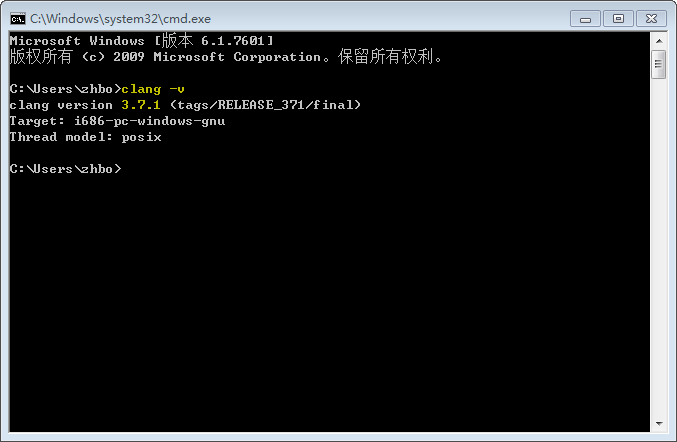 C:\Windows\system32\cmd.exe
Microsoft Windows [版本 6.1.7601]
版权所有 (c) 2009 Microsoft Corporation。保留所有权利。
C:\Users\zhbo>clang -v
clang version 3.7.1 (tags/RELEASE_371/final)
Target: i686-pc-windows-gnu
Thread model: posix
C:\Users\zhbo>